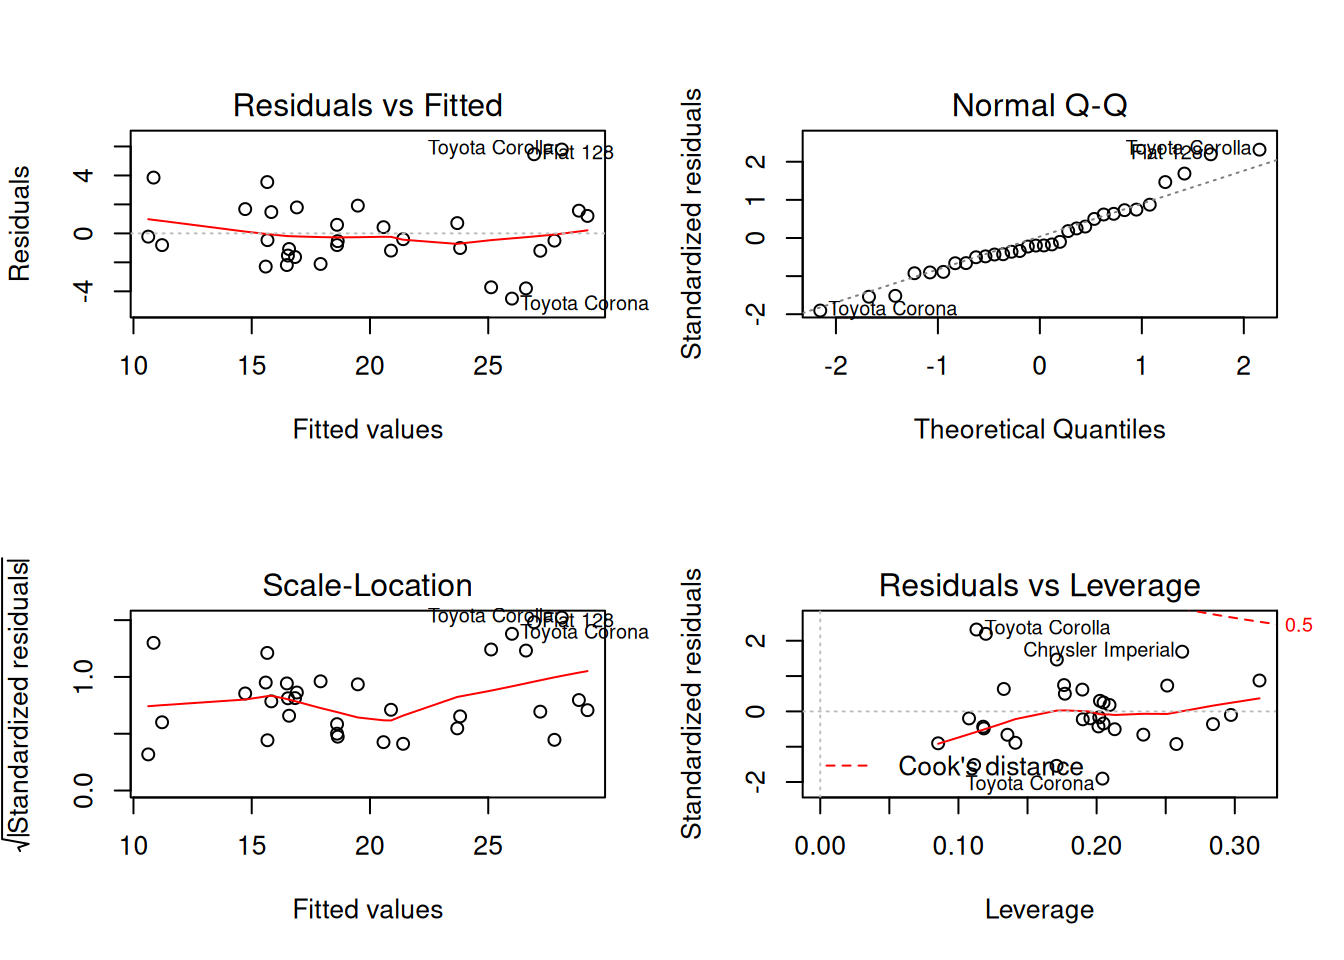 Residuals vs Fitted
Residuals
4
0
-4
Toyota Corolla
Fiat 128
Toyota Corona
10 15 20 25
Fitted values
Normal Q-Q
Standardized residuals
2
1
0
-2
Toyota Corolla
Fiat 128
Toyota Corona
-2 -1 0 1 2
Theoretical Quantiles
Scale-Location
√|Standardized residuals|
1.0
0.0
Toyota Corolla
Fiat 128
Toyota Corona
10 15 20 25
Fitted values
Residuals vs Leverage
Standardized residuals
2
0
-2
0.5
Toyota Corolla
Chrysler Imperial
Cook's distance
Toyota Corona
0.00 0.10 0.20 0.30
Leverage